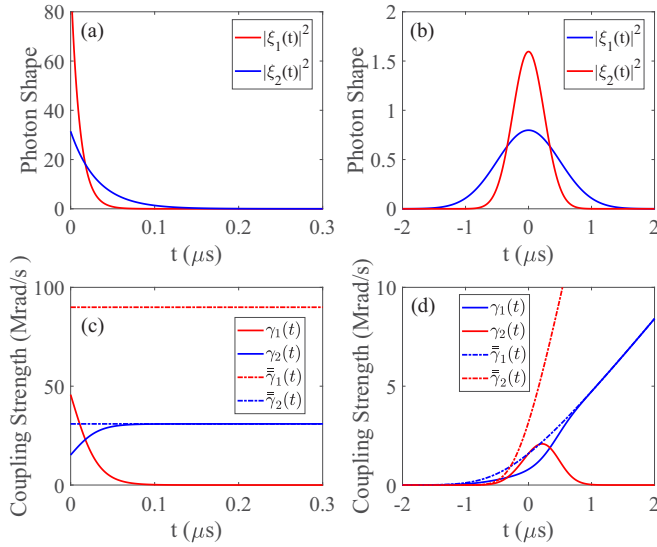 (a)
|ξ₁(t)|²
|ξ₂(t)|²
Photon Shape
80
60
40
20
0
0
0.1
0.2
0.3
t (μs)
(b)
|ξ₁(t)|²
|ξ₂(t)|²
Photon Shape
2
1.5
1
0.5
0
-2
-1
0
1
2
t (μs)
(c)
γ₁(t)
γ₂(t)
γ̿₁(t)
γ̿₂(t)
Coupling Strength (Mrad/s )
100
50
0
0
0.1
0.2
0.3
t (μs)
(d)
γ₁(t)
γ₂(t)
γ̿₁(t)
γ̿₂(t)
Coupling Strength (Mrad/s )
10
5
0
-2
-1
0
1
2
t (μs)